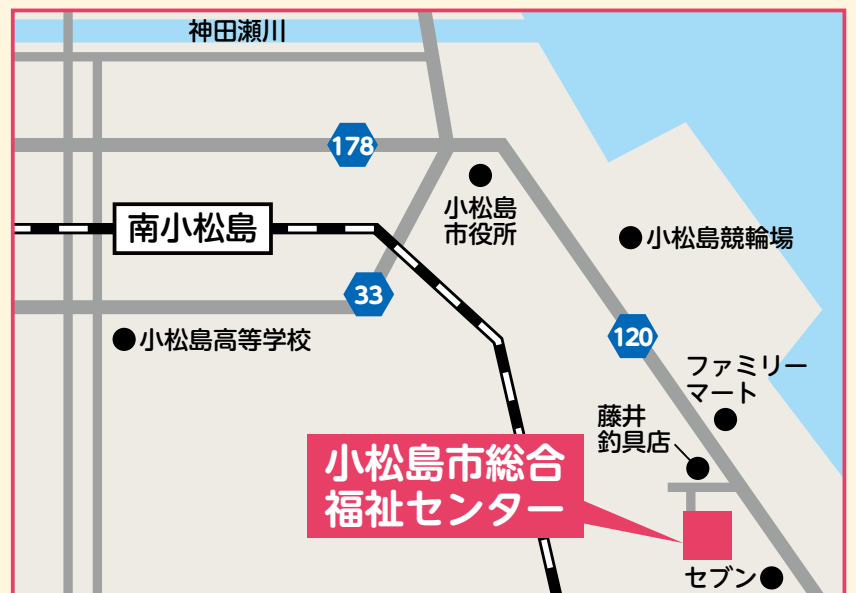 神田瀬川
178
小松島
市役所
南小松島
小松島競輪場
33
120
小松島高等学校
ファミリー
マート
藤井
釣具店
小松島市総合
福祉センター
セブン